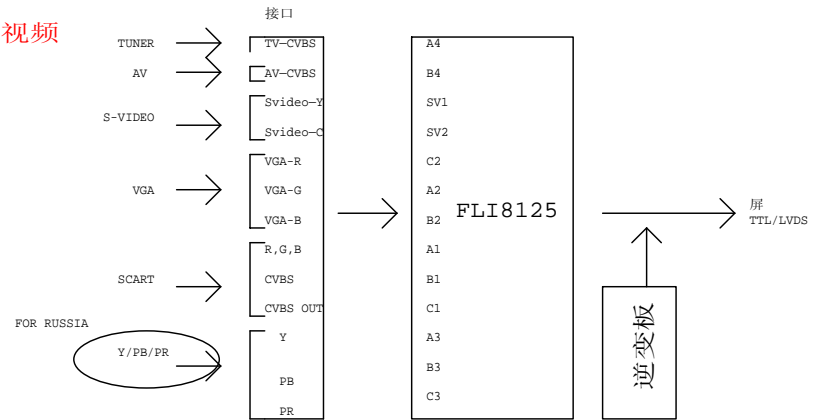 视频
接口
TUNER
TV-CVBS
A4
AV
AV-CVBS
B4
S-VIDEO
Svideo-Y
SV1
Svideo-C
SV2
VGA
VGA-R
C2
VGA-G
A2
VGA-B
B2
FLI8125
屏
TTL/LVDS
SCART
R,G,B
A1
CVBS
B1
CVBS OUT
C1
FOR RUSSIA
Y/PB/PR
Y
A3
PB
B3
PR
C3
逆变板